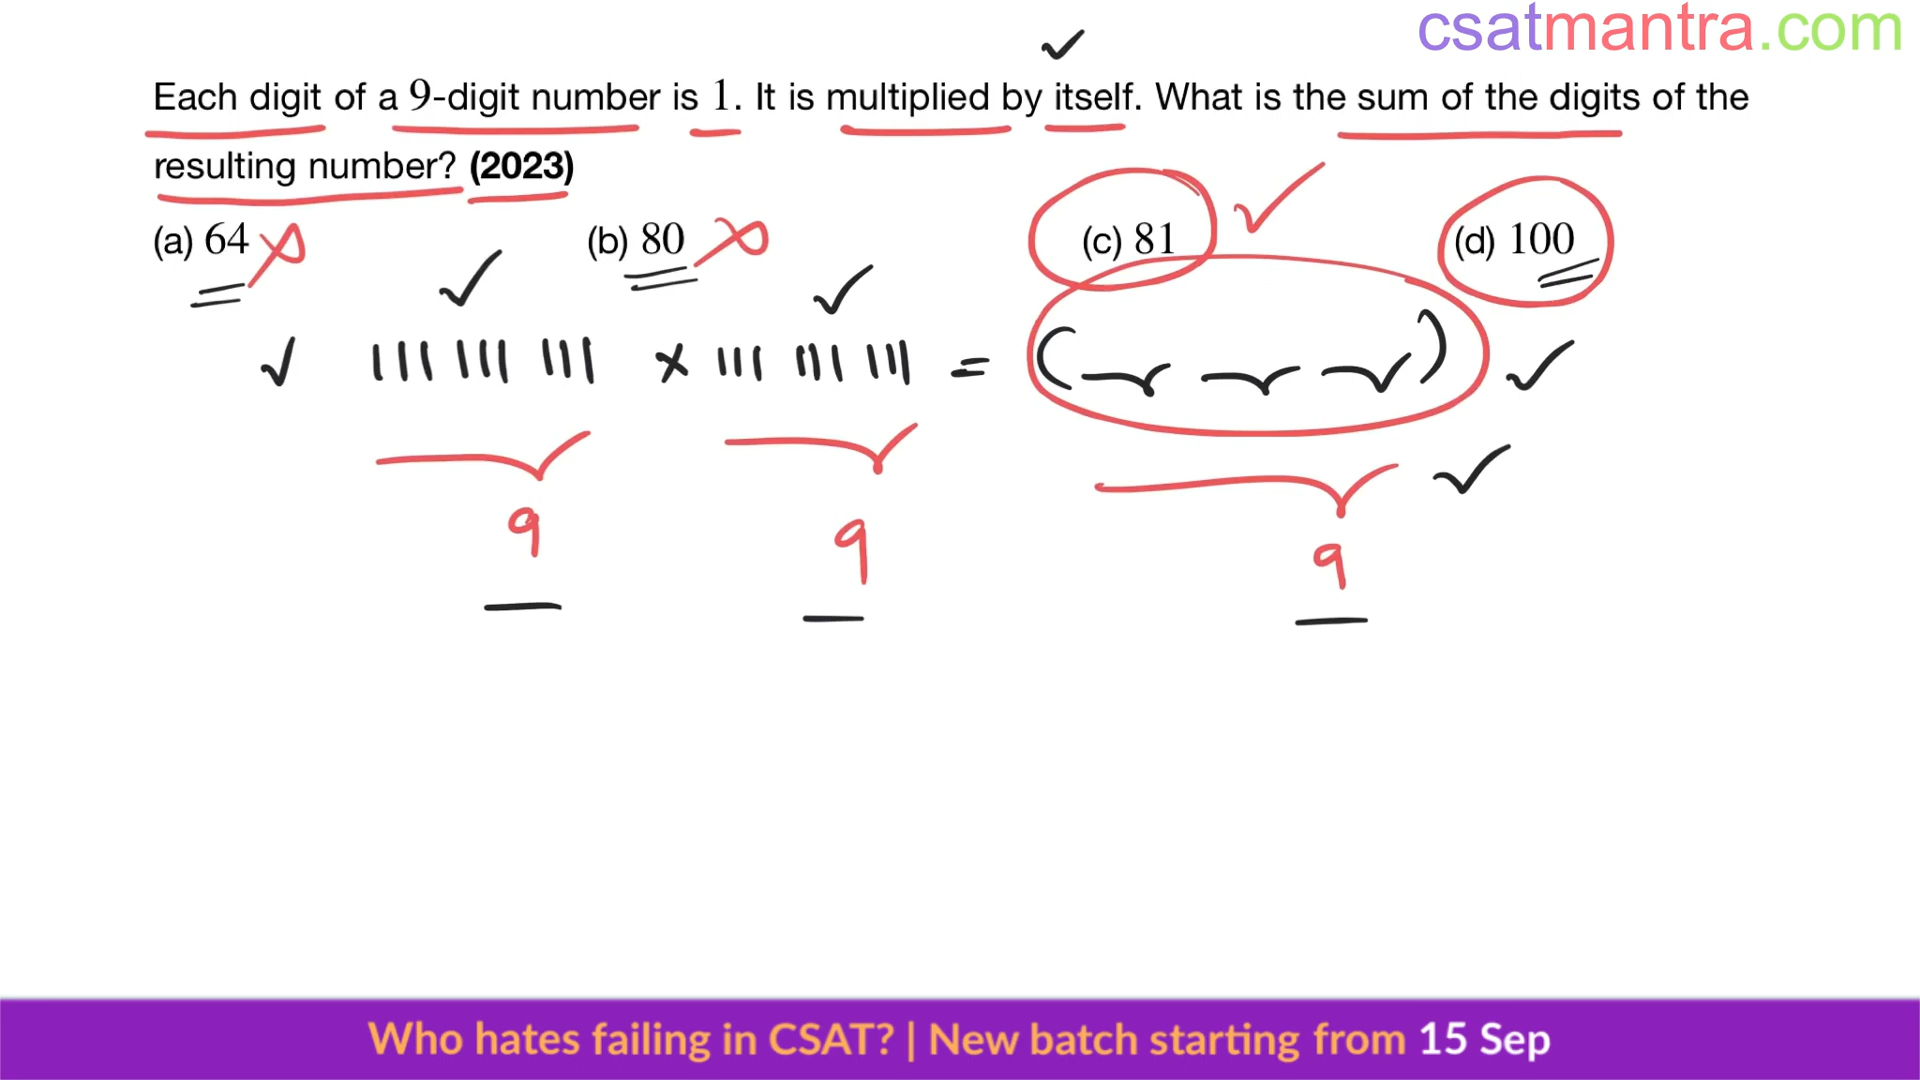 csatmantra.com
Each digit of a 9-digit number is 1. It is multiplied by itself. What is the sum of the digits of the
resulting number? (2023)
(a) 64 (b) 80 (c) 81 (d) 100
111 111 111 × 111 111 111 = ( )
9 9 9
Who hates failing in CSAT? | New batch starting from 15 Sep